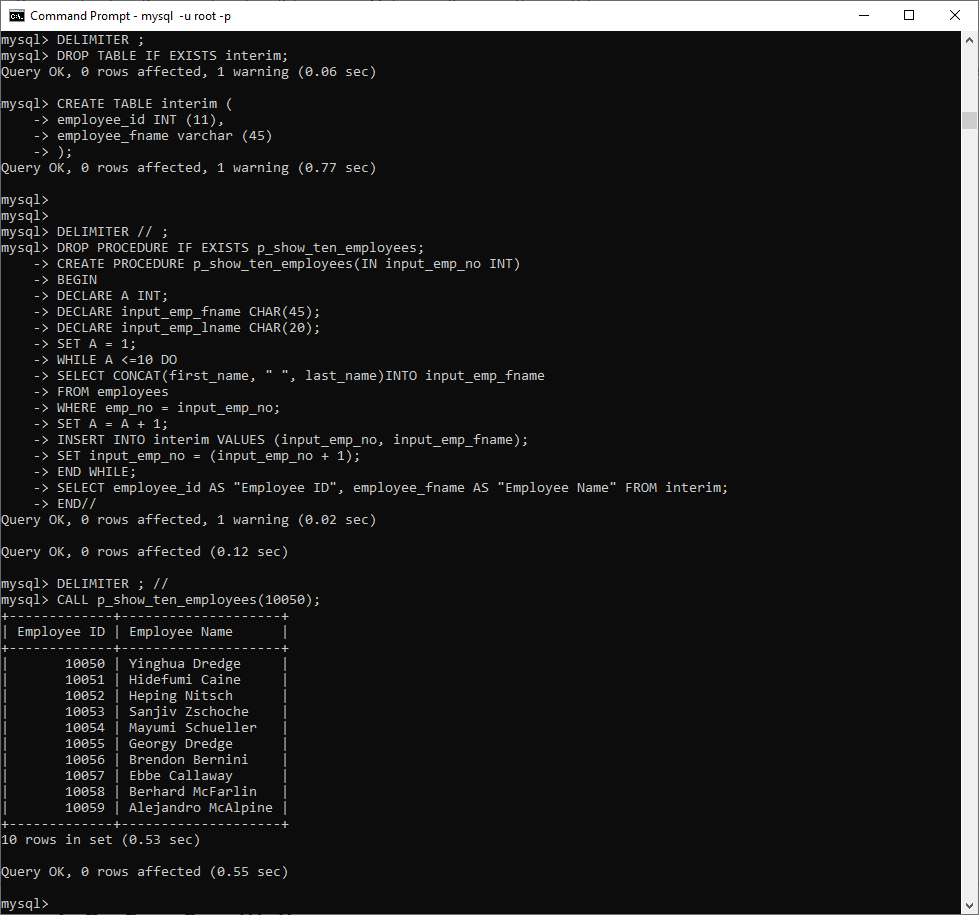 Command Prompt - mysql  -u root -p
mysql> DELIMITER ;
mysql> DROP TABLE IF EXISTS interim;
Query OK, 0 rows affected, 1 warning (0.06 sec)
mysql> CREATE TABLE interim (
    -> employee_id INT (11),
    -> employee_fname varchar (45)
    -> );
Query OK, 0 rows affected, 1 warning (0.77 sec)
mysql>
mysql>
mysql> DELIMITER // ;
mysql> DROP PROCEDURE IF EXISTS p_show_ten_employees;
    -> CREATE PROCEDURE p_show_ten_employees(IN input_emp_no INT)
    -> BEGIN
    -> DECLARE A INT;
    -> DECLARE input_emp_fname CHAR(45);
    -> DECLARE input_emp_lname CHAR(20);
    -> SET A = 1;
    -> WHILE A <=10 DO
    -> SELECT CONCAT(first_name, " ", last_name)INTO input_emp_fname
    -> FROM employees
    -> WHERE emp_no = input_emp_no;
    -> SET A = A + 1;
    -> INSERT INTO interim VALUES (input_emp_no, input_emp_fname);
    -> SET input_emp_no = (input_emp_no + 1);
    -> END WHILE;
    -> SELECT employee_id AS "Employee ID", employee_fname AS "Employee Name" FROM interim;
    -> END//
Query OK, 0 rows affected, 1 warning (0.02 sec)
Query OK, 0 rows affected (0.12 sec)
mysql> DELIMITER ; //
mysql> CALL p_show_ten_employees(10050);
+-------------+--------------------+
| Employee ID | Employee Name      |
+-------------+--------------------+
|       10050 | Yinghua Dredge     |
|       10051 | Hidefumi Caine     |
|       10052 | Heping Nitsch      |
|       10053 | Sanjiv Zschoche    |
|       10054 | Mayumi Schueller   |
|       10055 | Georgy Dredge      |
|       10056 | Brendon Bernini    |
|       10057 | Ebbe Callaway      |
|       10058 | Berhard McFarlin   |
|       10059 | Alejandro McAlpine |
+-------------+--------------------+
10 rows in set (0.53 sec)
Query OK, 0 rows affected (0.55 sec)
mysql>